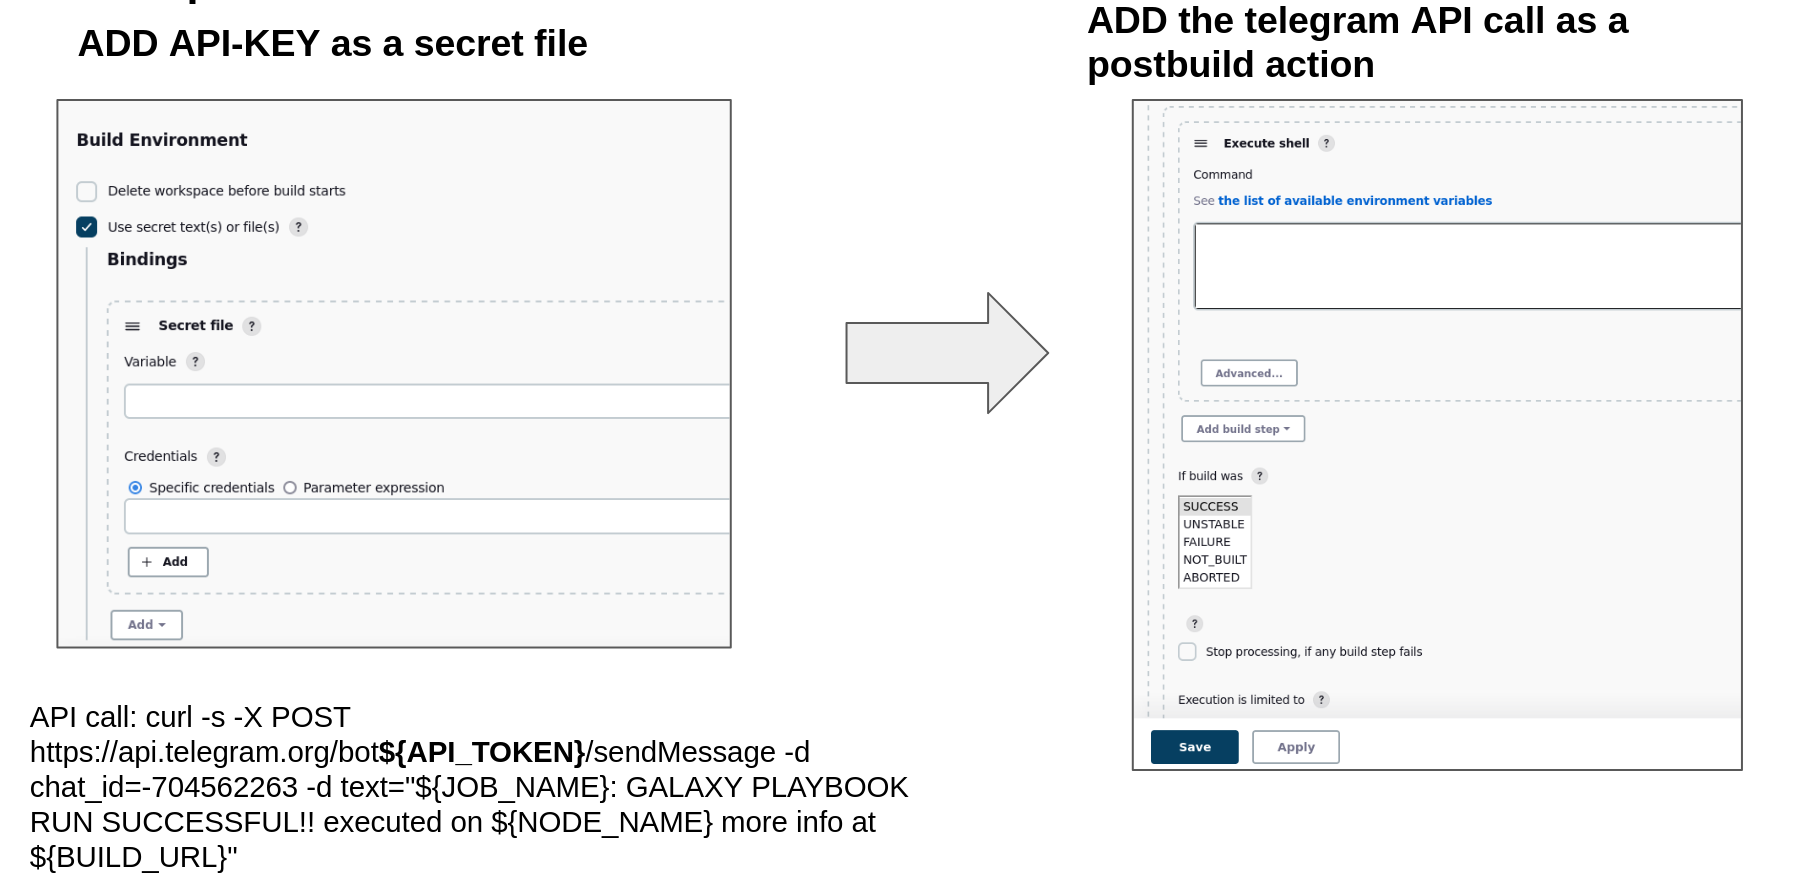 ADD API-KEY as a secret file
Build Environment
Delete workspace before build starts
Use secret text(s) or file(s) ?
Bindings
Secret file ?
Variable ?
Credentials ?
Specific credentials Parameter expression
+ Add
Add
API call: curl -s -X POST
https://api.telegram.org/bot${API_TOKEN}/sendMessage -d
chat_id=-704562263 -d text="${JOB_NAME}: GALAXY PLAYBOOK
RUN SUCCESSFUL!! executed on ${NODE_NAME} more info at
${BUILD_URL}"
ADD the telegram API call as a
postbuild action
Execute shell ?
Command
See the list of available environment variables
Advanced...
Add build step
If build was ?
SUCCESS
UNSTABLE
FAILURE
NOT_BUILT
ABORTED
?
Stop processing, if any build step fails
Execution is limited to ?
Save Apply